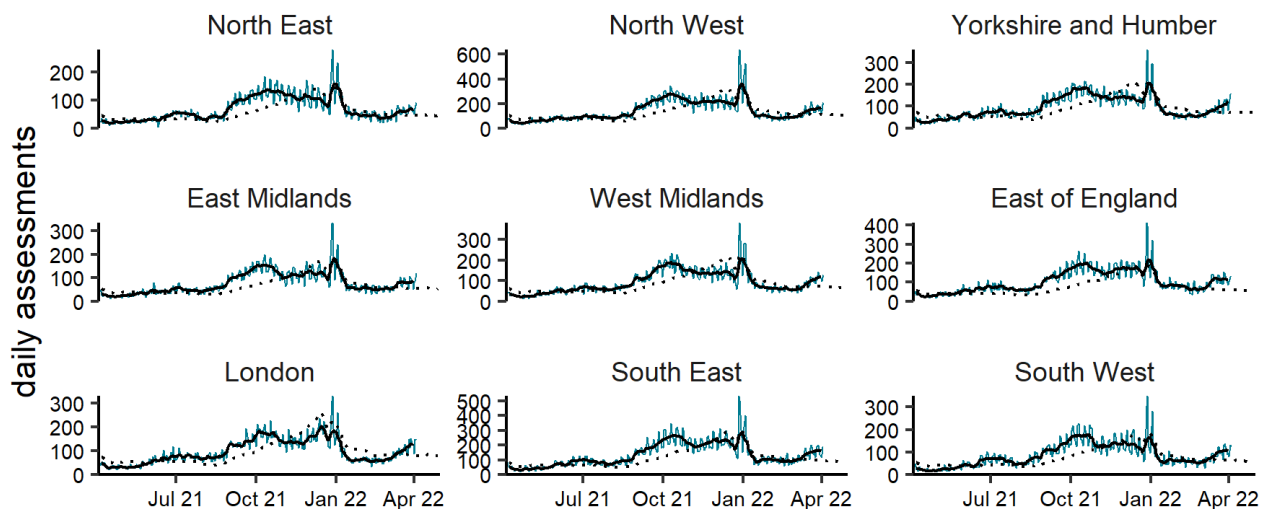 daily assessments
North East
200
100
0
North West
600
400
200
0
Yorkshire and Humber
300
200
100
0
East Midlands
300
200
100
0
West Midlands
300
200
100
0
East of England
400
300
200
100
0
London
300
200
100
0
Jul 21 Oct 21 Jan 22 Apr 22
South East
500
400
300
200
100
0
Jul 21 Oct 21 Jan 22 Apr 22
South West
300
200
100
0
Jul 21 Oct 21 Jan 22 Apr 22